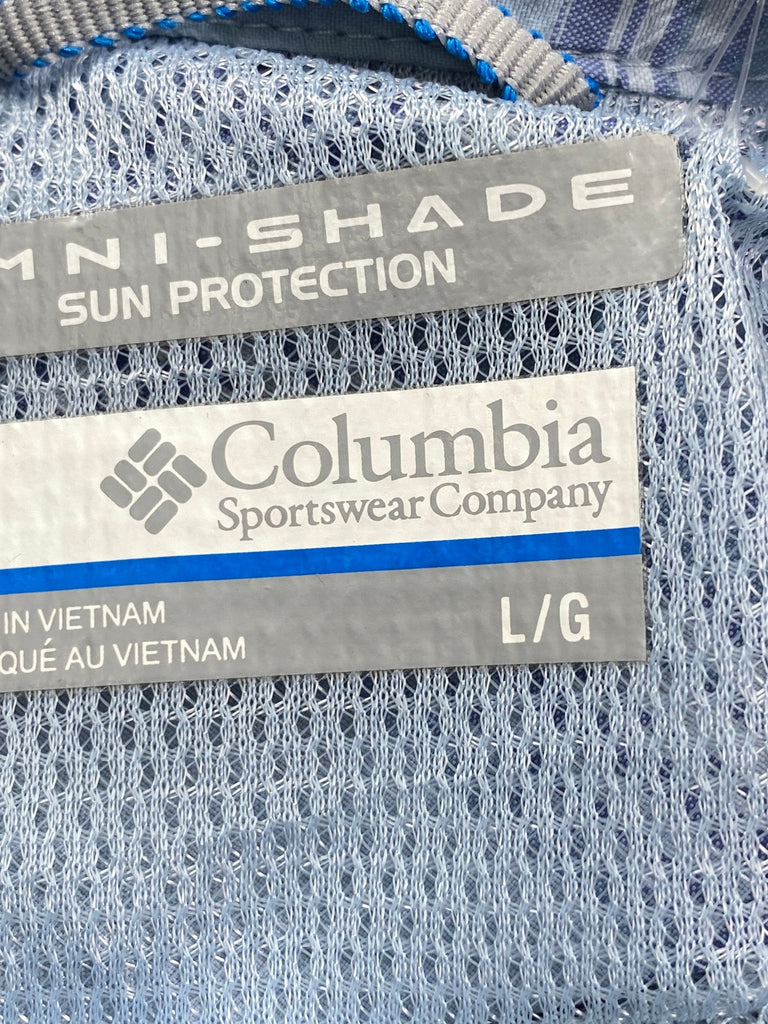 MNI-SHADE
SUN PROTECTION
Columbia
Sportswear Company
IN VIETNAM
QUÉ AU VIETNAM
L/G